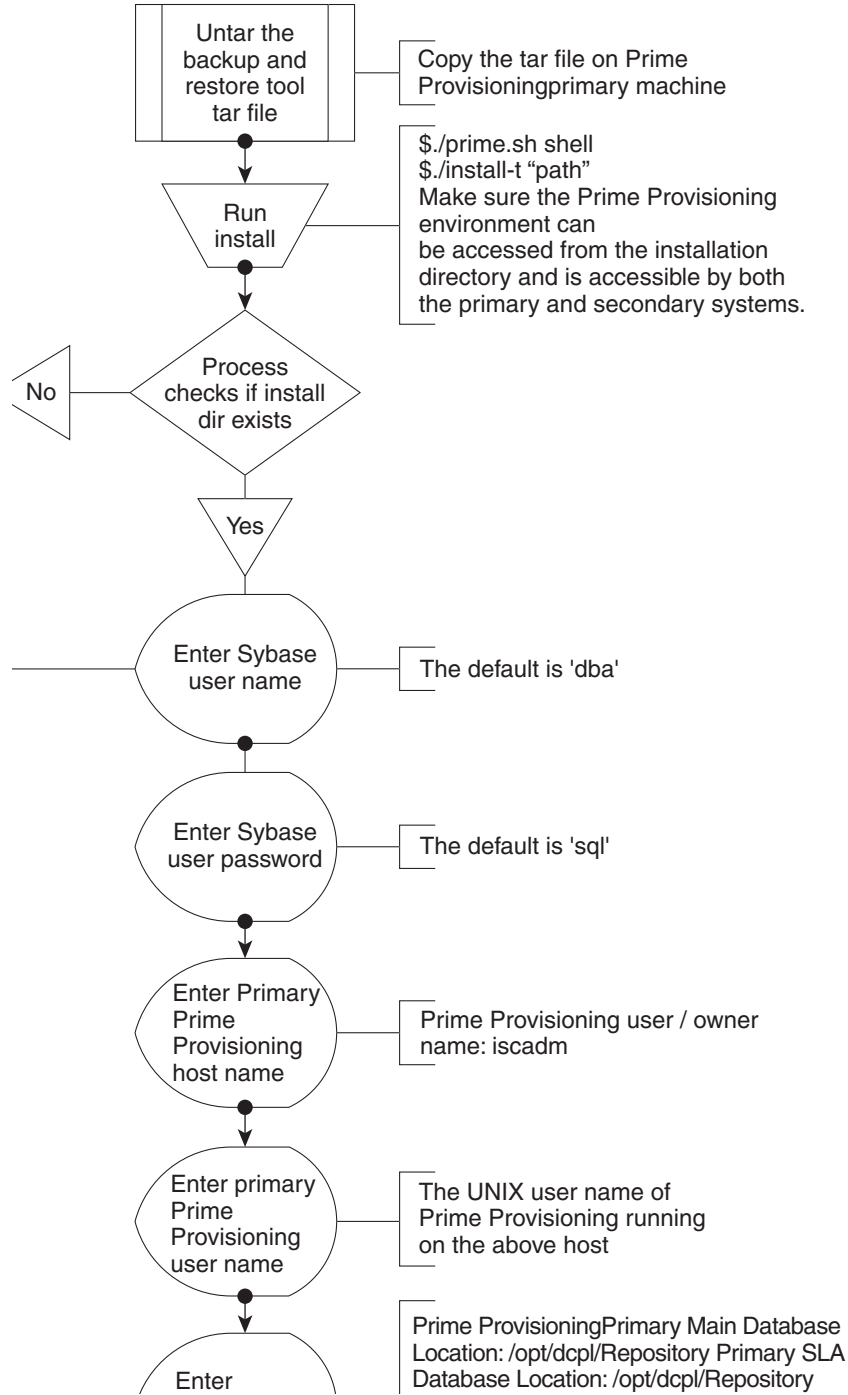 Untar the
backup and
restore tool
tar file
Copy the tar file on Prime
Provisioningprimary machine
$./prime.sh shell
$./install-t “path”
Make sure the Prime Provisioning
environment can
be accessed from the installation
directory and is accessible by both
the primary and secondary systems.
Run
install
Process
checks if install
dir exists
No
Yes
Enter Sybase
user name
The default is 'dba'
Enter Sybase
user password
The default is 'sql'
Enter Primary
Prime
Provisioning
host name
Prime Provisioning user / owner
name: iscadm
Enter primary
Prime
Provisioning
user name
The UNIX user name of
Prime Provisioning running
on the above host
Enter
Prime ProvisioningPrimary Main Database
Location: /opt/dcpl/Repository Primary SLA
Database Location: /opt/dcpl/Repository